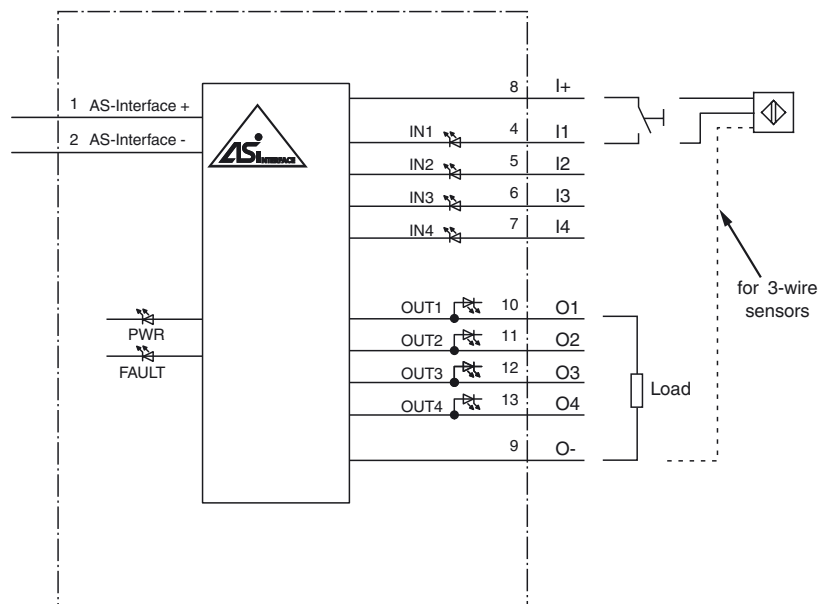 1 AS-Interface +
2 AS-Interface -
ASi INTERFACE
8 I+
IN1 4 I1
IN2 5 I2
IN3 6 I3
IN4 7 I4
for 3-wire
sensors
PWR
FAULT
OUT1 10 O1
OUT2 11 O2
OUT3 12 O3
OUT4 13 O4
Load
9 O-